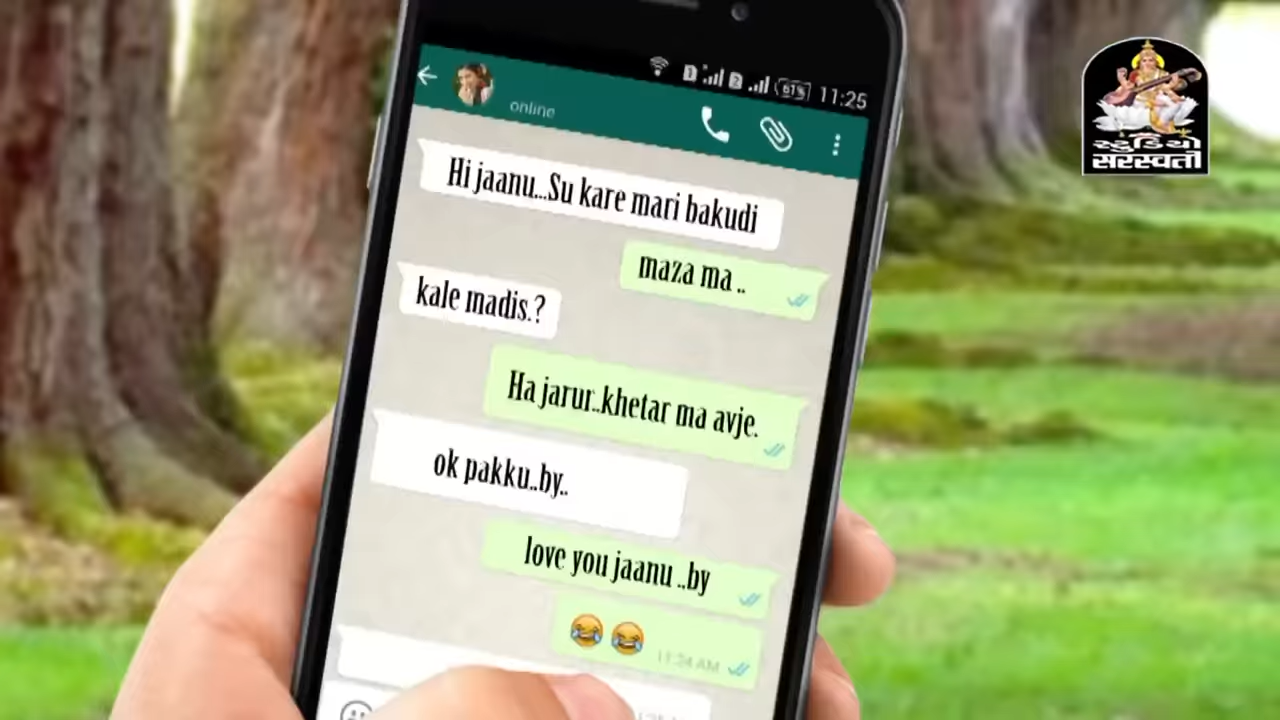 11:25
61%
online
Hi jaanu...Su kare mari bakudi
maza ma ..
kale madis.?
Ha jarur..khetar ma avje.
ok pakku..by..
love you jaanu ..by
😂 😂
11:24 AM
સ્ટુડિયો
સરસ્વતી